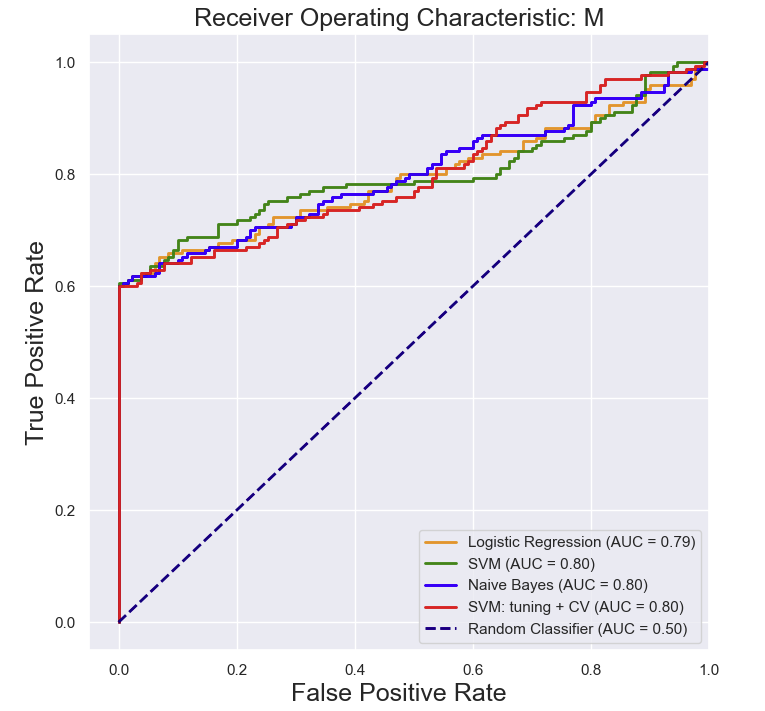 Receiver Operating Characteristic: M
True Positive Rate
1.0
0.8
0.6
0.4
0.2
0.0
Logistic Regression (AUC = 0.79)
SVM (AUC = 0.80)
Naive Bayes (AUC = 0.80)
SVM: tuning + CV (AUC = 0.80)
Random Classifier (AUC = 0.50)
0.0 0.2 0.4 0.6 0.8 1.0
False Positive Rate